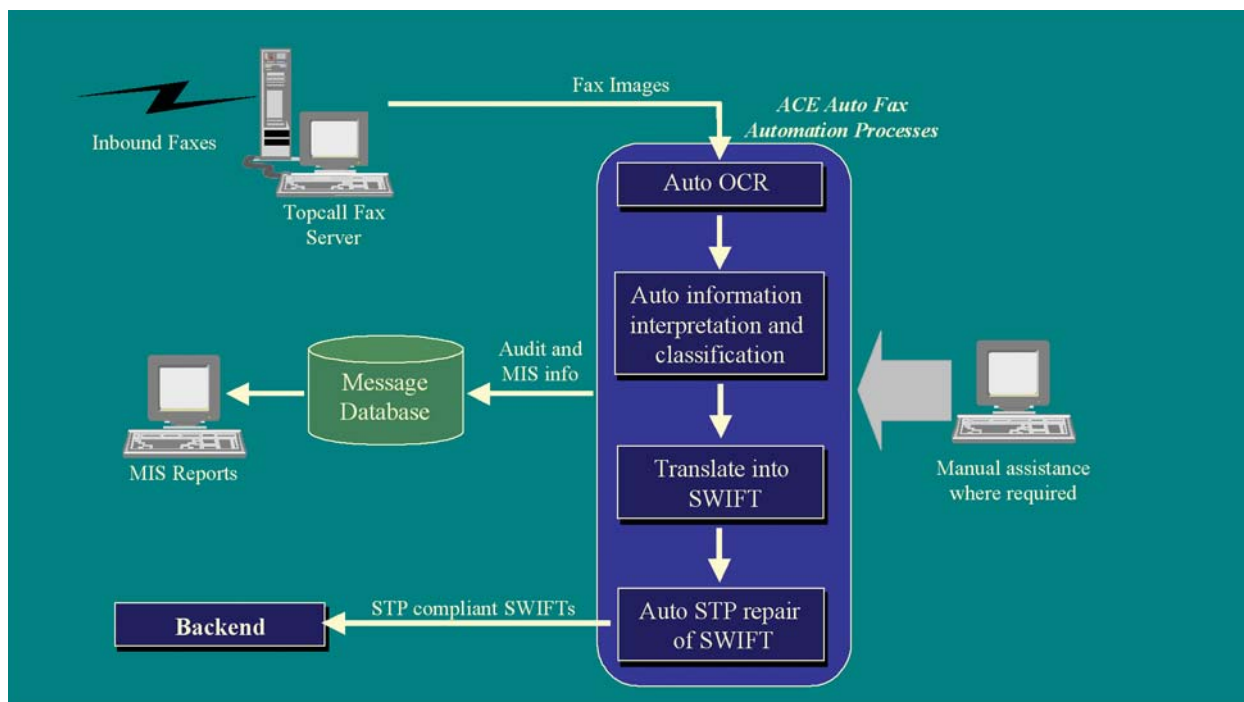 Fax Images
ACE Auto Fax
Automation Processes
Inbound Faxes
Auto OCR
Topcall Fax
Server
Auto information
interpretation and
classification
Audit and
MIS info
Message
Database
MIS Reports
Translate into
SWIFT
Manual assistance
where required
STP compliant SWIFTs
Backend
Auto STP repair
of SWIFT